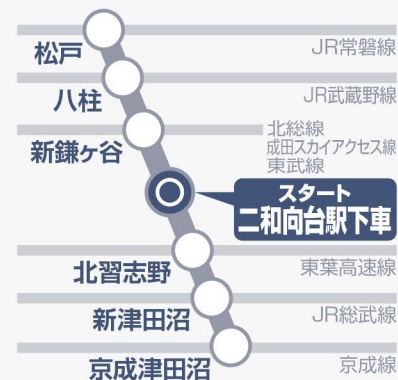 松戸
JR常磐線
八柱
JR武蔵野線
新鎌ヶ谷
北総線
成田スカイアクセス線
東武線
スタート
二和向台駅下車
北習志野
東葉高速線
新津田沼
JR総武線
京成津田沼
京成線